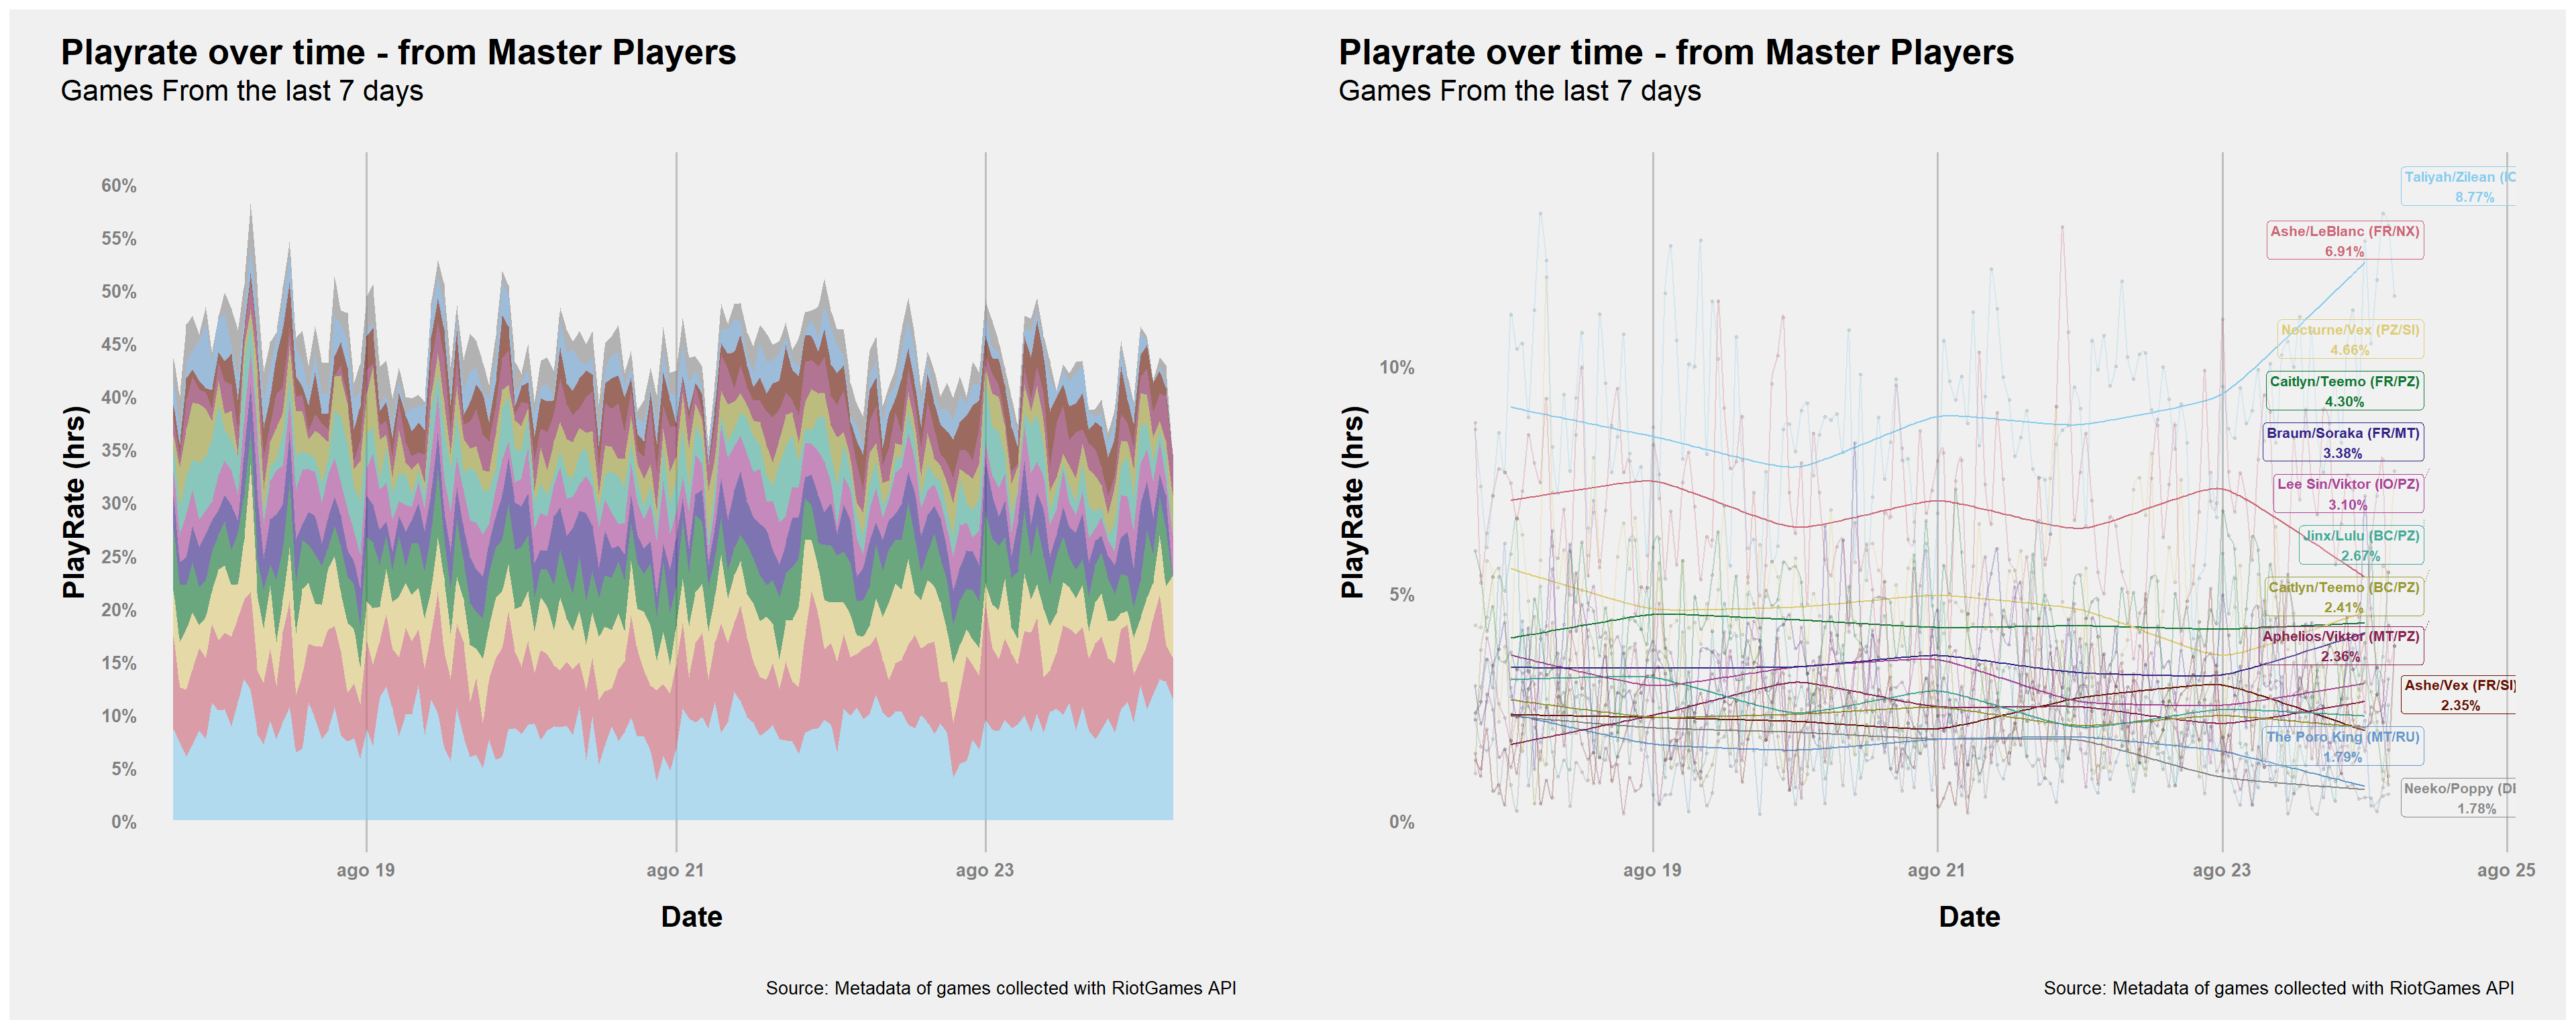 Playrate over time - from Master Players
Games From the last 7 days
60%
55%
50%
45%
40%
35%
30%
25%
20%
15%
10%
5%
0%
PlayRate (hrs)
ago 19
ago 21
ago 23
Date
Source: Metadata of games collected with RiotGames API
Playrate over time - from Master Players
Games From the last 7 days
10%
5%
0%
PlayRate (hrs)
Taliyah/Zilean (IO
8.77%
Ashe/LeBlanc (FR/NX)
6.91%
Nocturne/Vex (PZ/SI)
4.66%
Caitlyn/Teemo (FR/PZ)
4.30%
Braum/Soraka (FR/MT)
3.38%
Lee Sin/Viktor (IO/PZ)
3.10%
Jinx/Lulu (BC/PZ)
2.67%
Caitlyn/Teemo (BC/PZ)
2.41%
Aphelios/Viktor (MT/PZ)
2.36%
Ashe/Vex (FR/SI)
2.35%
The Poro King (MT/RU)
1.79%
Neeko/Poppy
1.78%
ago 19
ago 21
ago 23
ago 25
Date
Source: Metadata of games collected with RiotGames API